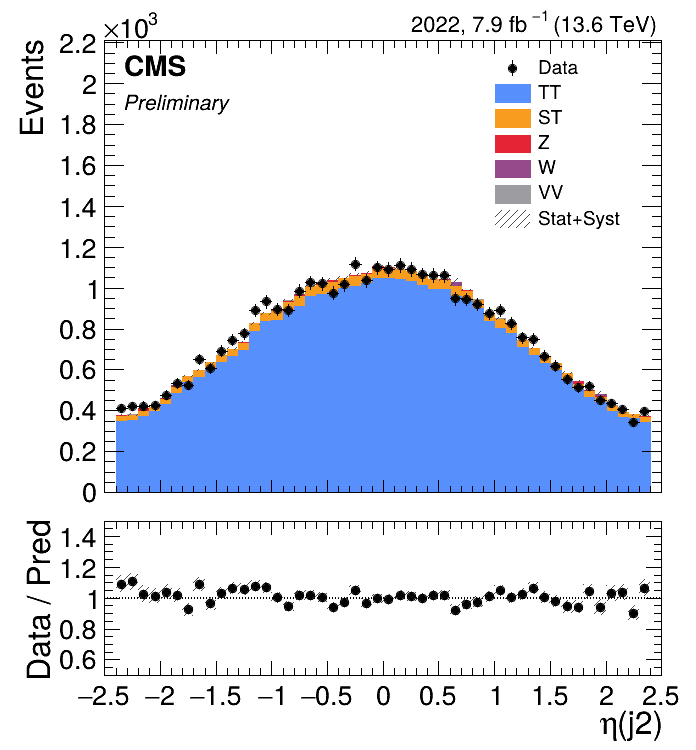 ×10³
2022, 7.9 fb⁻¹ (13.6 TeV)
Events
2.2
2
1.8
1.6
1.4
1.2
1
0.8
0.6
0.4
0.2
0
CMS
Preliminary
Data
TT
ST
Z
W
VV
Stat+Syst
Data / Pred
1.4
1.2
1
0.8
0.6
−2.5 −2 −1.5 −1 −0.5 0 0.5 1 1.5 2 2.5
η(j2)